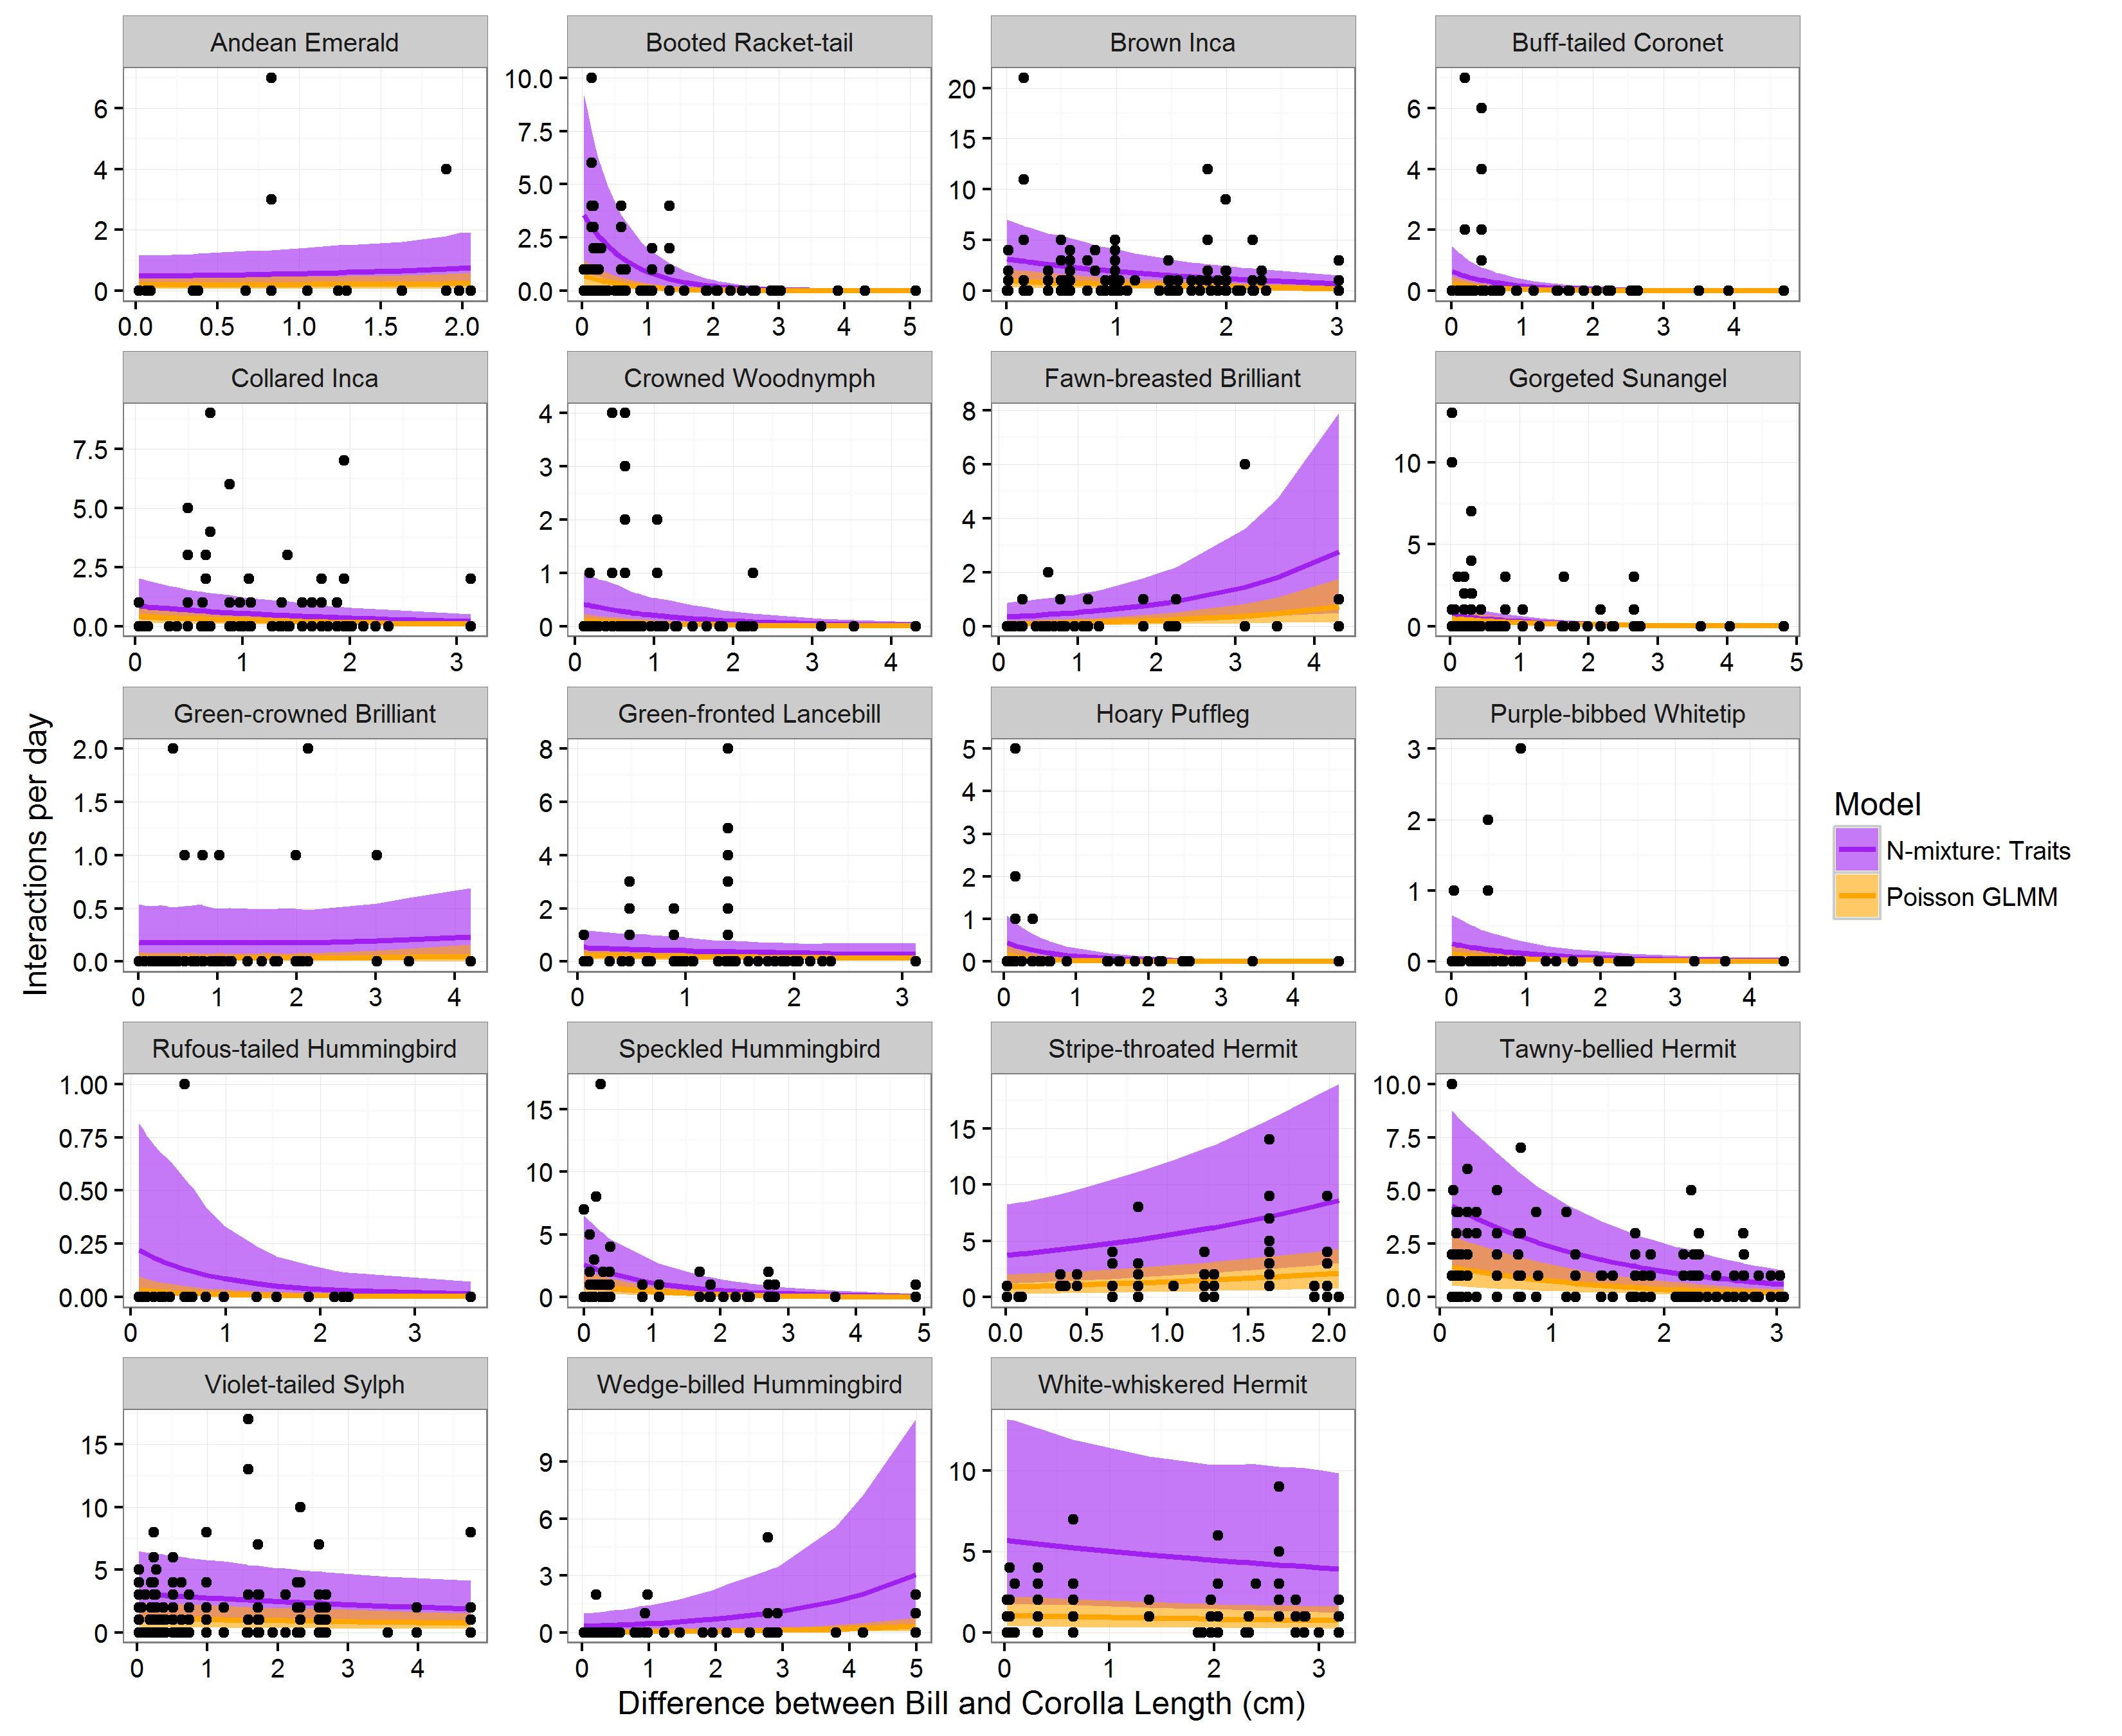 Andean Emerald Booted Racket-tail Brown Inca Buff-tailed Coronet
6 4 2 0
0.0 0.5 1.0 1.5 2.0
10.0 7.5 5.0 2.5 0.0
0 1 2 3 4 5
20 15 10 5 0
0 1 2 3
6 4 2 0
0 1 2 3 4
Collared Inca Crowned Woodnymph Fawn-breasted Brilliant Gorgeted Sunangel
7.5 5.0 2.5 0.0
0 1 2 3
4 3 2 1 0
0 1 2 3 4
8 6 4 2 0
0 1 2 3 4
10 5 0
0 1 2 3 4 5
Green-crowned Brilliant Green-fronted Lancebill Hoary Puffleg Purple-bibbed Whitetip
2.0 1.5 1.0 0.5 0.0
0 1 2 3 4
8 6 4 2 0
0 1 2 3
5 4 3 2 1 0
0 1 2 3 4
3 2 1 0
0 1 2 3 4
Rufous-tailed Hummingbird Speckled Hummingbird Stripe-throated Hermit Tawny-bellied Hermit
1.00 0.75 0.50 0.25 0.00
0 1 2 3
15 10 5 0
0 1 2 3 4 5
15 10 5 0
0.0 0.5 1.0 1.5 2.0
10.0 7.5 5.0 2.5 0.0
0 1 2 3
Violet-tailed Sylph Wedge-billed Hummingbird White-whiskered Hermit
15 10 5 0
0 1 2 3 4
9 6 3 0
0 1 2 3 4 5
10 5 0
0 1 2 3
Interactions per day
Difference between Bill and Corolla Length (cm)
Model
N-mixture: Traits
Poisson GLMM